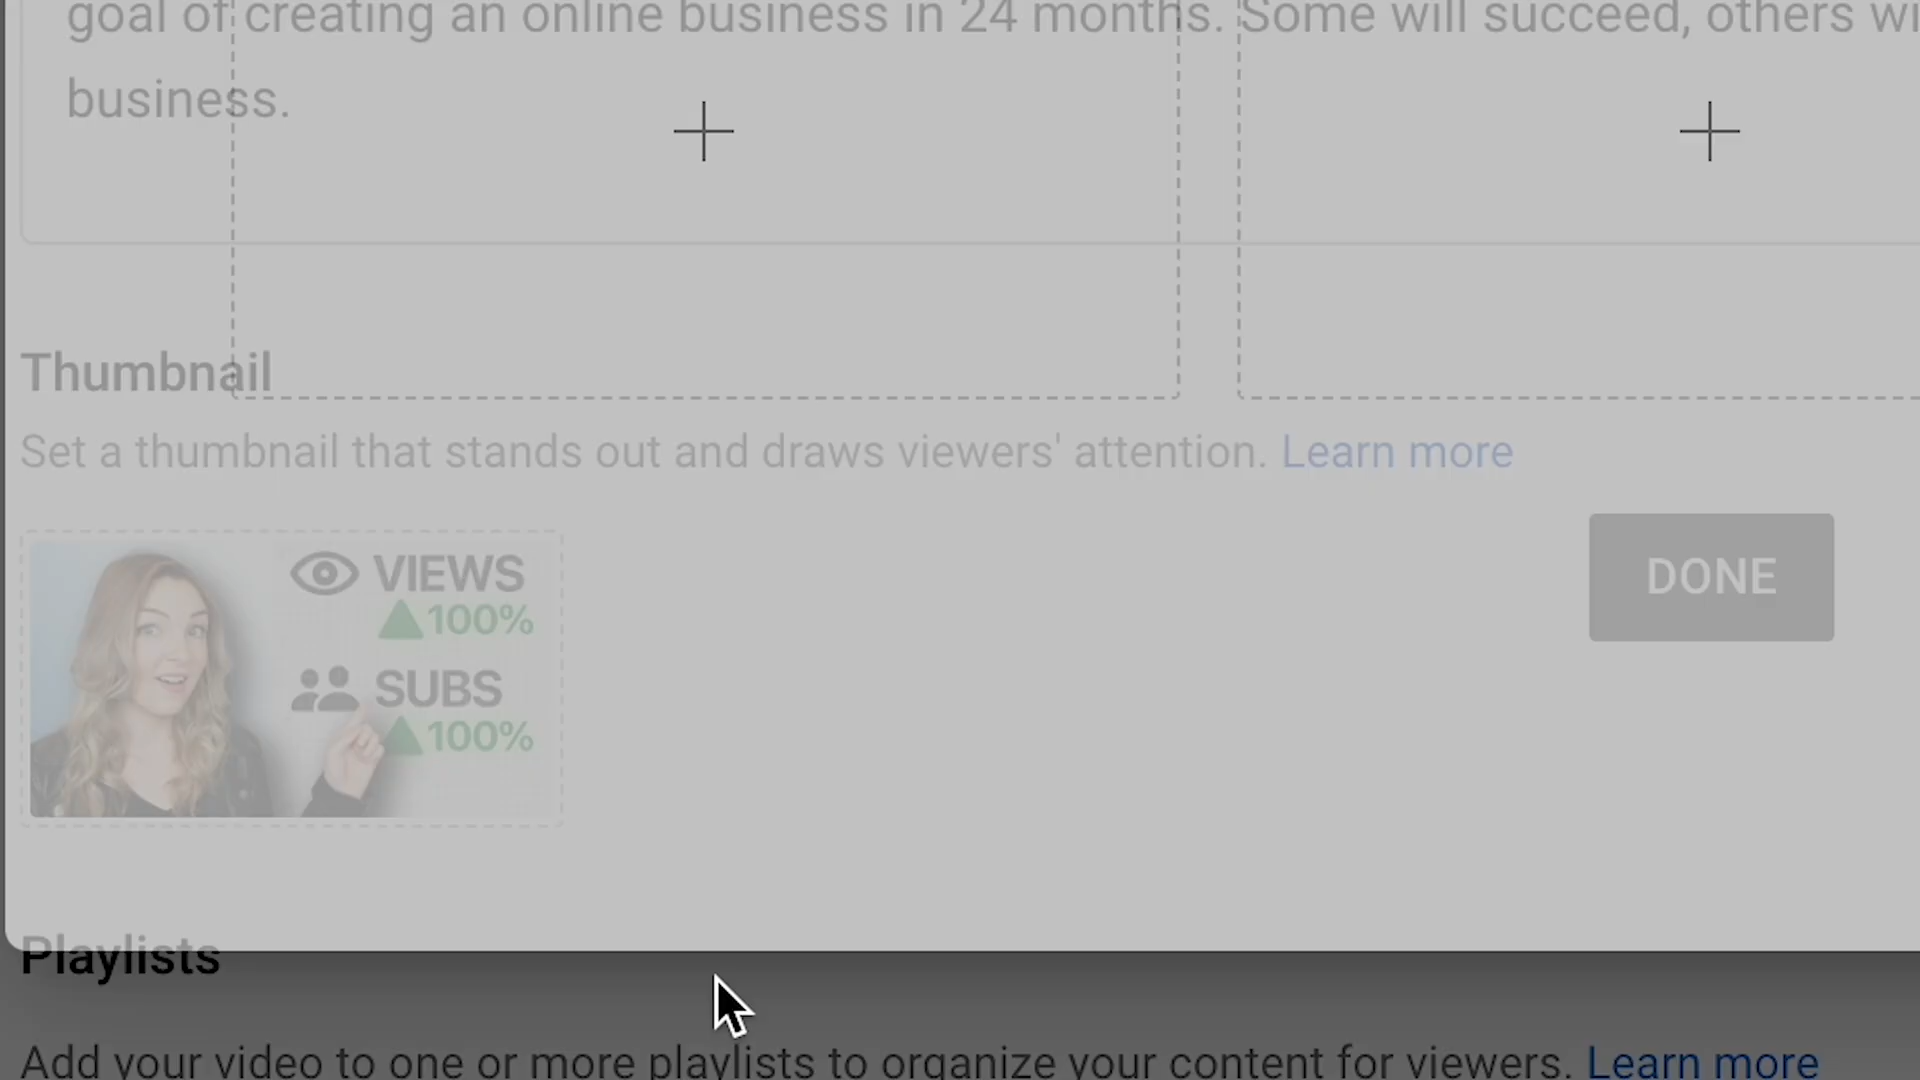 goal of creating an online business in 24 months. Some will succeed, others wi
business.
Thumbnail
Set a thumbnail that stands out and draws viewers' attention. Learn more
VIEWS
100%
SUBS
100%
DONE
Playlists
Add your video to one or more playlists to organize your content for viewers. Learn more